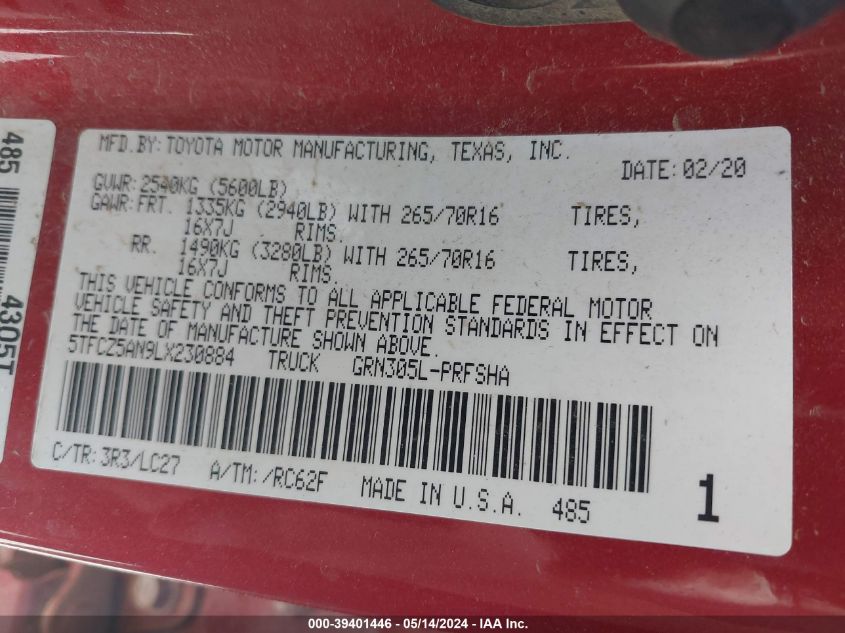 485 4305T
MFD.BY: TOYOTA MOTOR MANUFACTURING, TEXAS, INC.
DATE: 02/20
GVWR: 2540KG (5600LB)
GAWR: FRT. 1335KG (2940LB) WITH 265/70R16 TIRES,
16X7J RIMS.
RR. 1490KG (3280LB) WITH 265/70R16 TIRES,
16X7J RIMS.
THIS VEHICLE CONFORMS TO ALL APPLICABLE FEDERAL MOTOR
VEHICLE SAFETY AND THEFT PREVENTION STANDARDS IN EFFECT ON
THE DATE OF MANUFACTURE SHOWN ABOVE.
5TFCZ5AN9LX230884 TRUCK GRN305L-PRFSHA
C/TR: 3R3/LC27 A/TM: /RC62F MADE IN U.S.A. 485 1
000-39401446 - 05/14/2024 - IAA Inc.